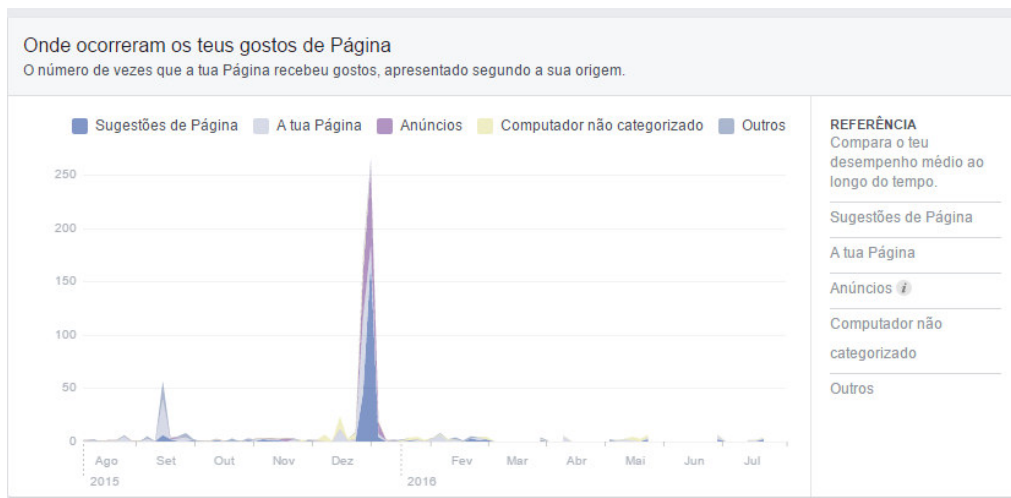 Onde ocorreram os teus gostos de Página
O número de vezes que a tua Página recebeu gostos, apresentado segundo a sua origem.
Sugestões de Página A tua Página Anúncios Computador não categorizado Outros
250
200
150
100
50
0
Ago Set Out Nov Dez Fev Mar Abr Mai Jun Jul
2015 2016
REFERÊNCIA
Compara o teu
desempenho médio ao
longo do tempo.
Sugestões de Página
A tua Página
Anúncios i
Computador não
categorizado
Outros